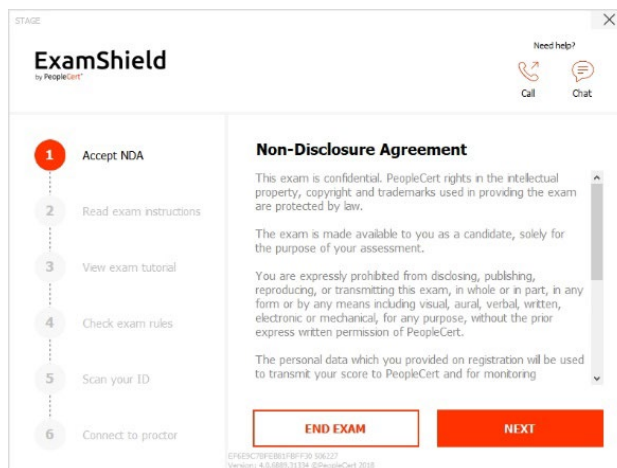 STAGE
ExamShield
by PeopleCert
Need help?
Call
Chat
1
Accept NDA
2
Read exam instructions
3
View exam tutorial
4
Check exam rules
5
Scan your ID
6
Connect to proctor
Non-Disclosure Agreement
This exam is confidential. PeopleCert rights in the intellectual
property, copyright and trademarks used in providing the exam
are protected by law.
The exam is made available to you as a candidate, solely for
the purpose of your assessment.
You are expressly prohibited from disclosing, publishing,
reproducing, or transmitting this exam, in whole or in part, in any
form or by any means including visual, aural, verbal, written,
electronic or mechanical, for any purpose, without the prior
express written permission of PeopleCert.
The personal data which you provided on registration will be used
to transmit your score to PeopleCert and for monitoring
END EXAM
NEXT
©PeopleCert 2018